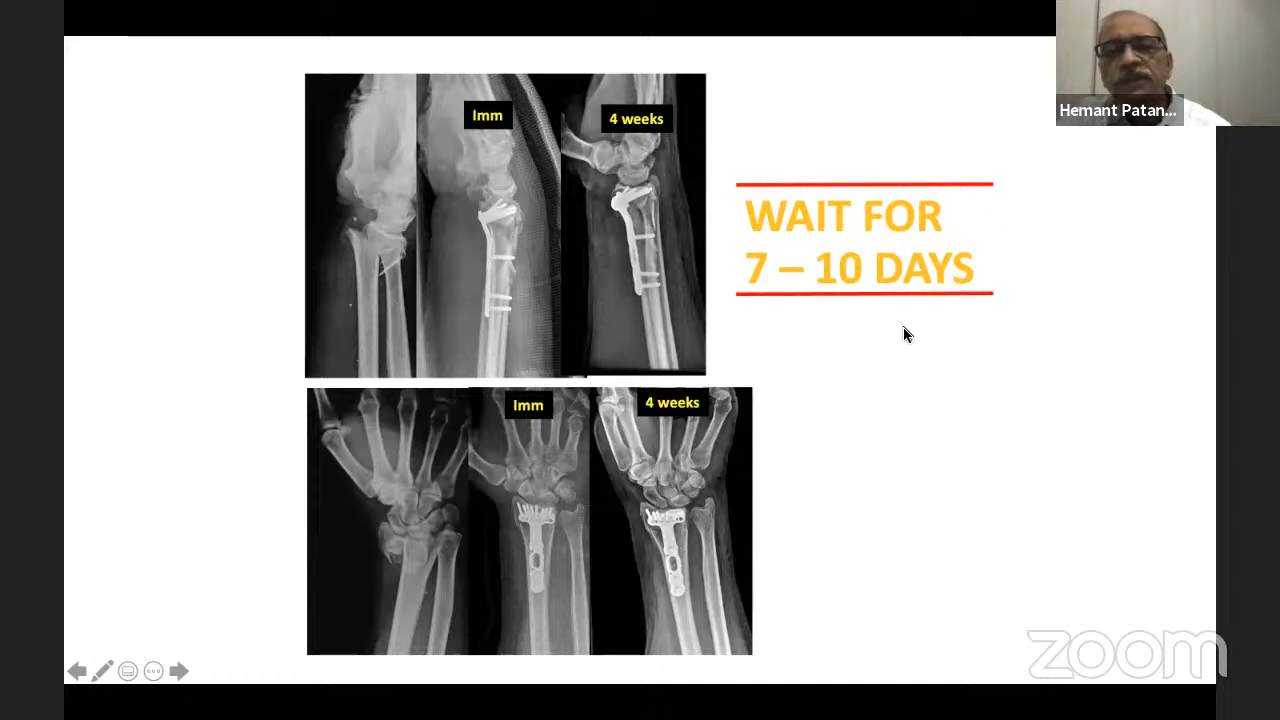 Hemant Patan...
Imm
4 weeks
WAIT FOR
7 – 10 DAYS
Imm
4 weeks
zoom